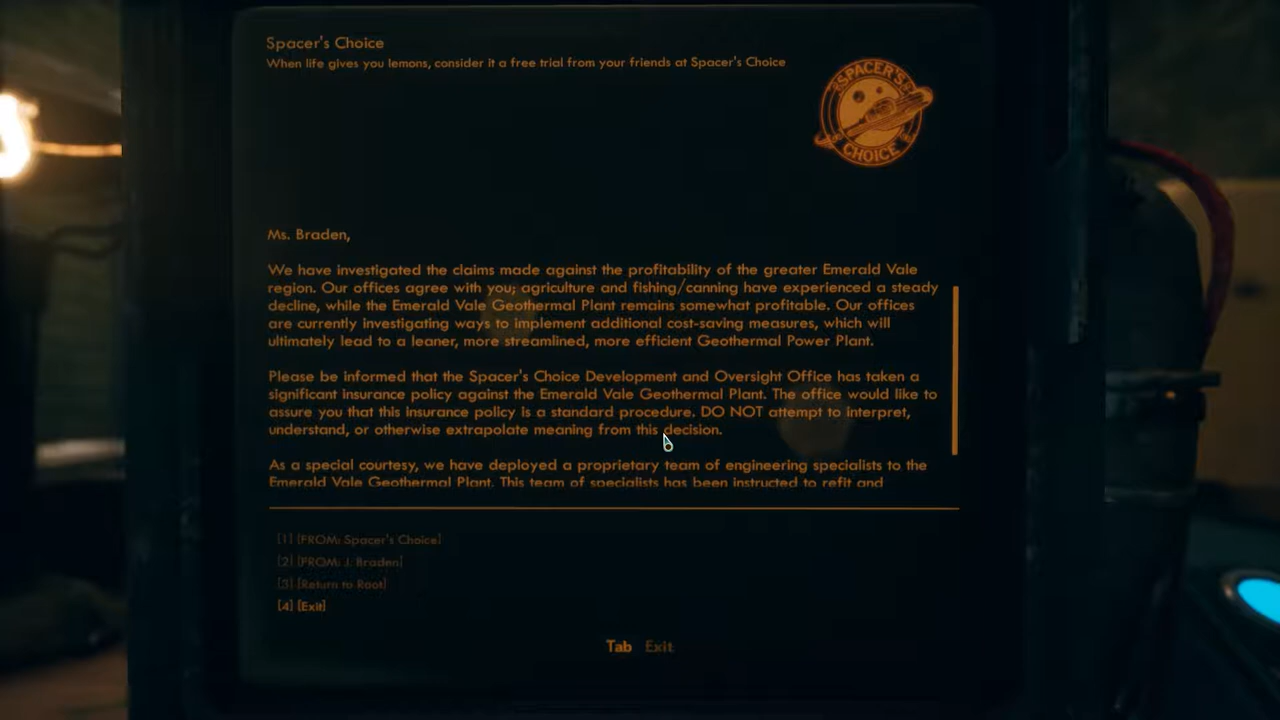 Spacer's Choice
When life gives you lemons, consider it a free trial from your friends at Spacer's Choice
SPACER'S
CHOICE
Ms. Braden,
We have investigated the claims made against the profitability of the greater Emerald Vale
region. Our offices agree with you; agriculture and fishing/canning have experienced a steady
decline, while the Emerald Vale Geothermal Plant remains somewhat profitable. Our offices
are currently investigating ways to implement additional cost-saving measures, which will
ultimately lead to a leaner, more streamlined, more efficient Geothermal Power Plant.
Please be informed that the Spacer's Choice Development and Oversight Office has taken a
significant insurance policy against the Emerald Vale Geothermal Plant. The office would like to
assure you that this insurance policy is a standard procedure. DO NOT attempt to interpret,
understand, or otherwise extrapolate meaning from this decision.
As a special courtesy, we have deployed a proprietary team of engineering specialists to the
Emerald Vale Geothermal Plant. This team of specialists has been instructed to refit and
[1] [FROM: Spacer's Choice]
[2] [FROM: J. Braden]
[3] [Return to Root]
[4] [Exit]
Tab Exit